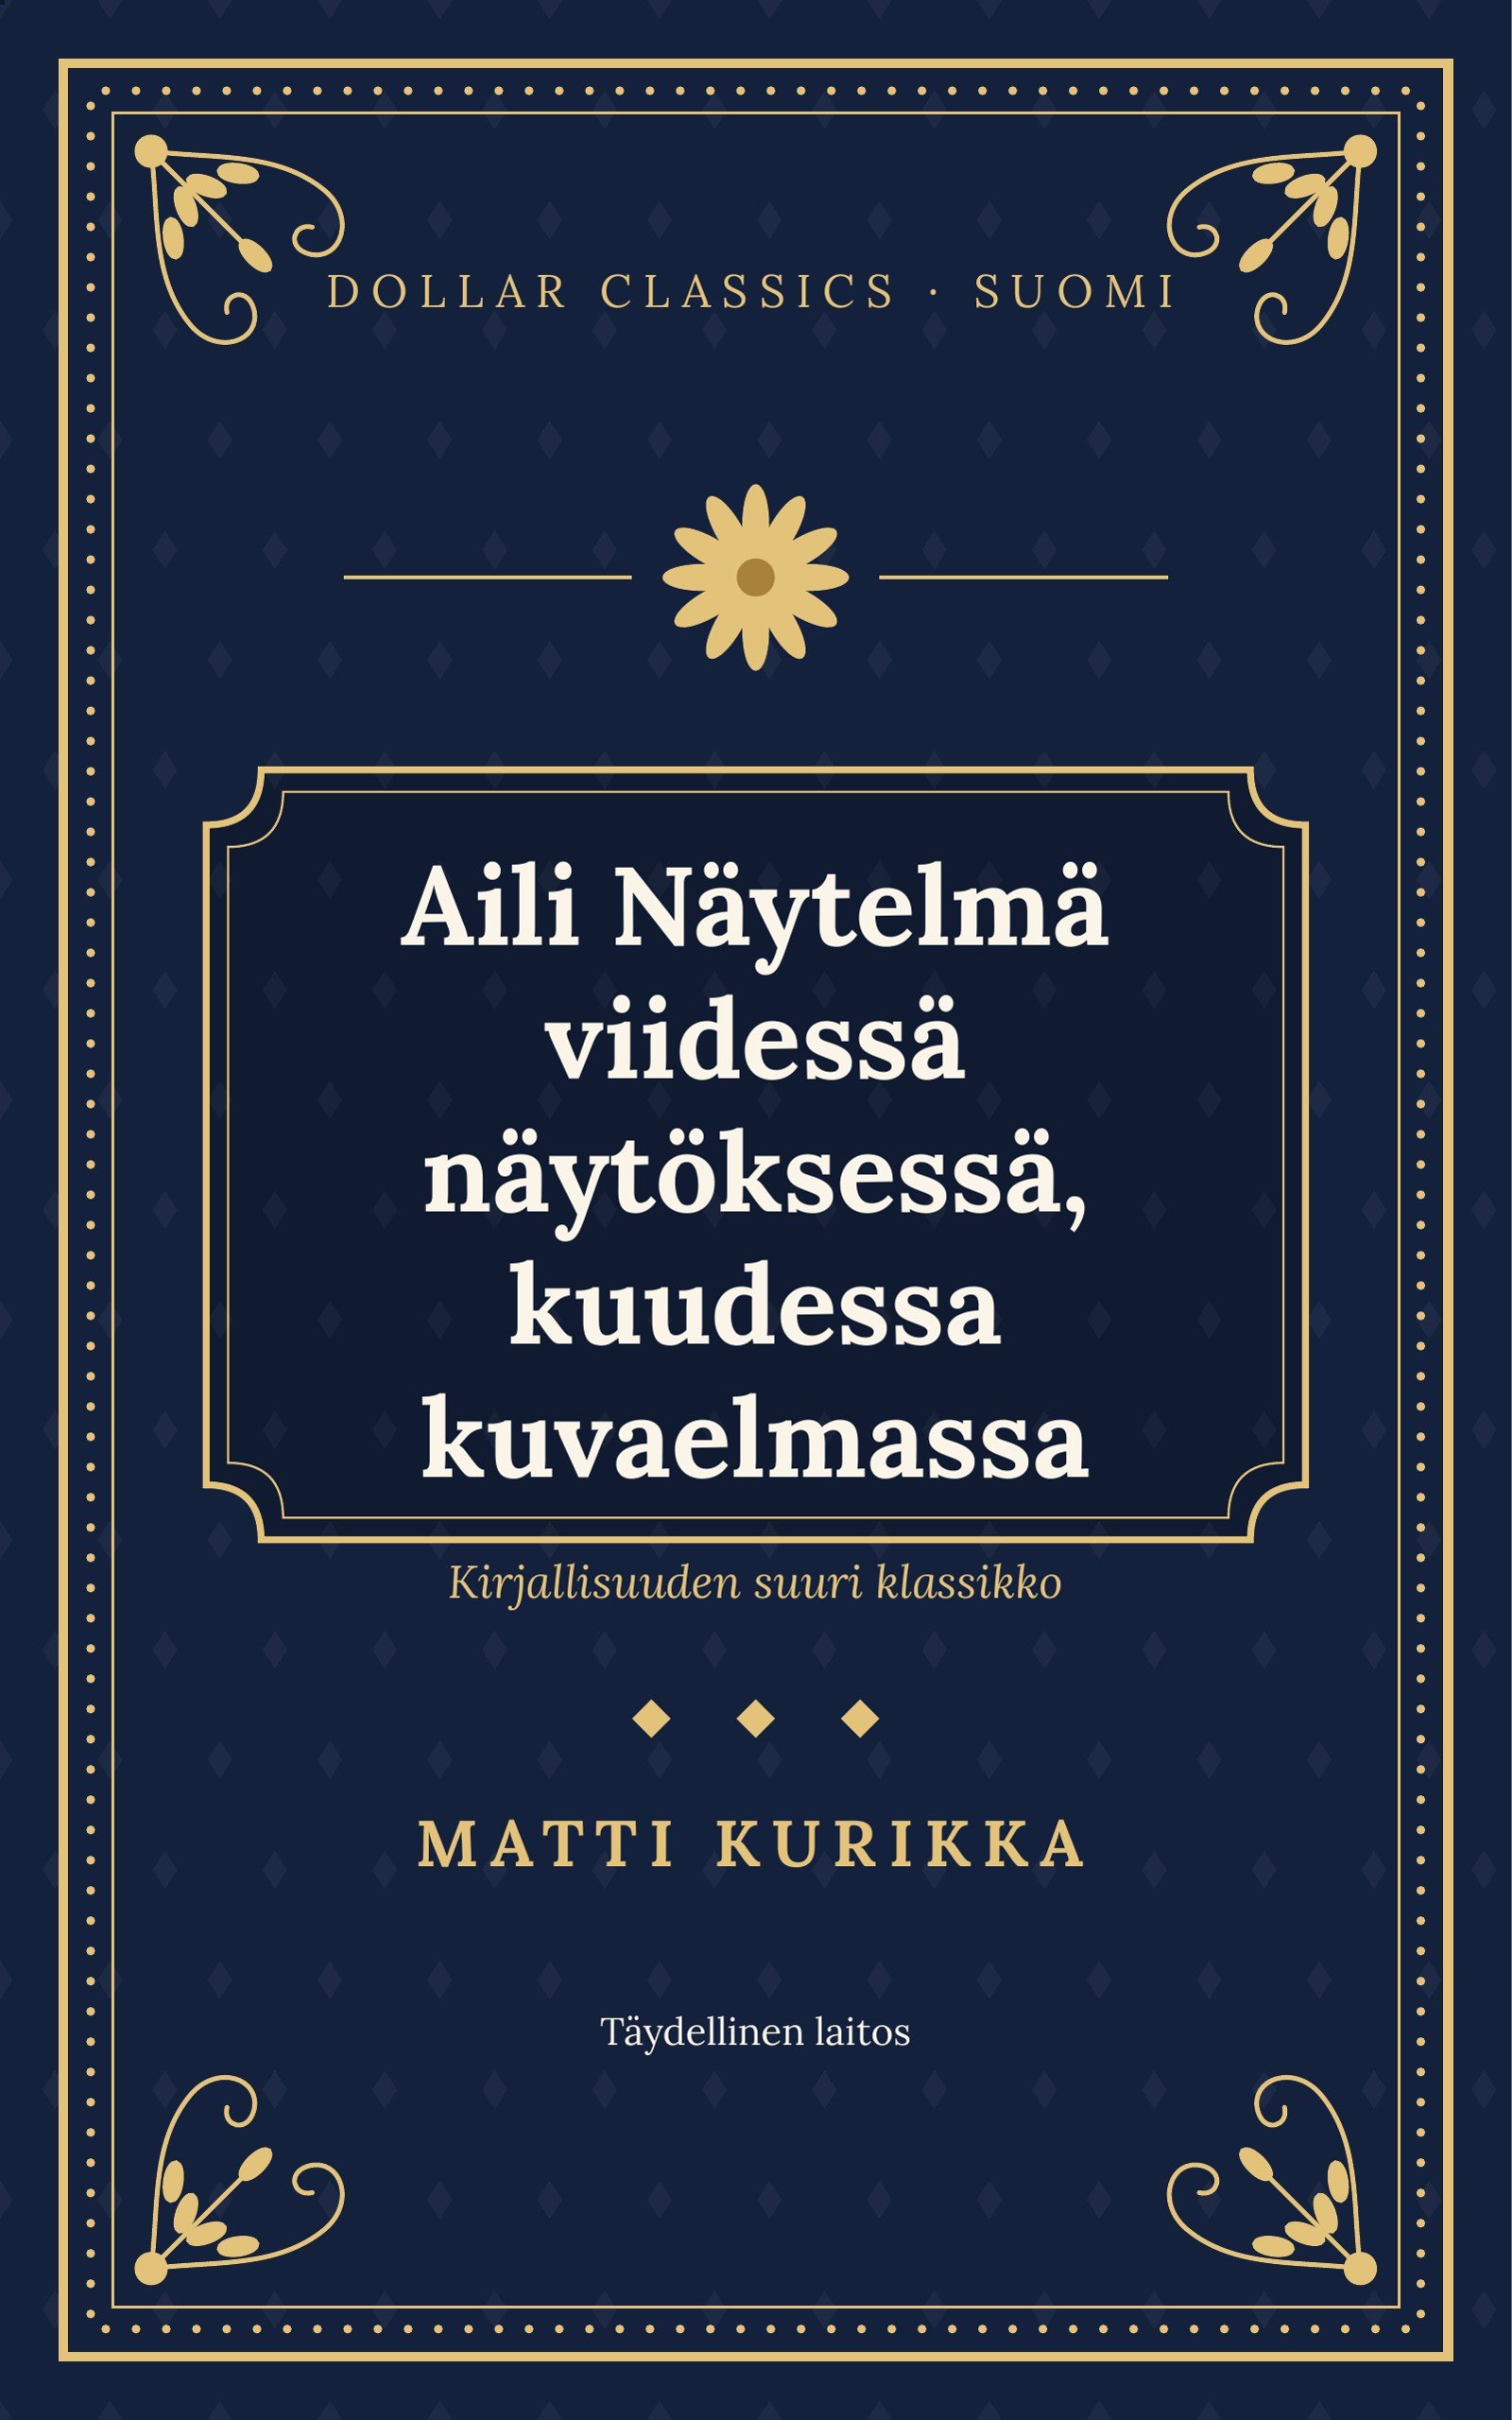 DOLLAR CLASSICS · SUOMI
Aili Näytelmä
viidessä
näytöksessä,
kuudessa
kuvaelmassa
Kirjallisuuden suuri klassikko
MATTI KURIKKA
Täydellinen laitos